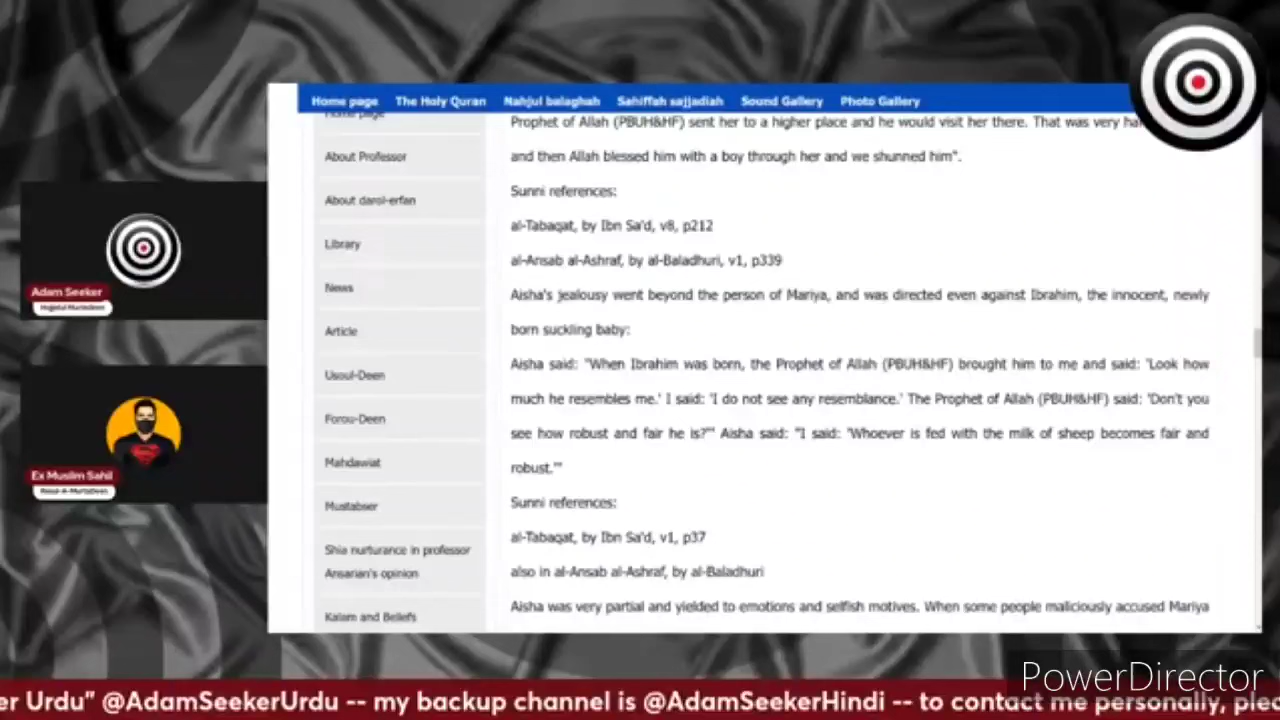 Home page The Holy Quran Nahjul balaghah Sahiffah sajjadiah Sound Gallery Photo Gallery
Home page
About Professor
About darol-erfan
Library
News
Article
Usoul-Deen
Forou-Deen
Mahdawiat
Mustabser
Shia nurturance in professor
Ansarian's opinion
Kalam and Beliefs
Prophet of Allah (PBUH&HF) sent her to a higher place and he would visit her there. That was very
and then Allah blessed him with a boy through her and we shunned him".
Sunni references:
al-Tabaqat, by Ibn Sa'd, v8, p212
al-Ansab al-Ashraf, by al-Baladhuri, v1, p339
Aisha's jealousy went beyond the person of Mariya, and was directed even against Ibrahim, the innocent, newly
born suckling baby:
Aisha said: "When Ibrahim was born, the Prophet of Allah (PBUH&HF) brought him to me and said: 'Look how
much he resembles me.' I said: 'I do not see any resemblance.' The Prophet of Allah (PBUH&HF) said: 'Don't you
see how robust and fair he is?'" Aisha said: "I said: 'Whoever is fed with the milk of sheep becomes fair and
robust.'"
Sunni references:
al-Tabaqat, by Ibn Sa'd, v1, p37
also in al-Ansab al-Ashraf, by al-Baladhuri
Aisha was very partial and yielded to emotions and selfish motives. When some people maliciously accused Mariya
Adam Seeker
Ex Muslim Sahil
PowerDirector
er Urdu" @AdamSeekerUrdu -- my backup channel is @AdamSeekerHindi -- to contact me personally, plea